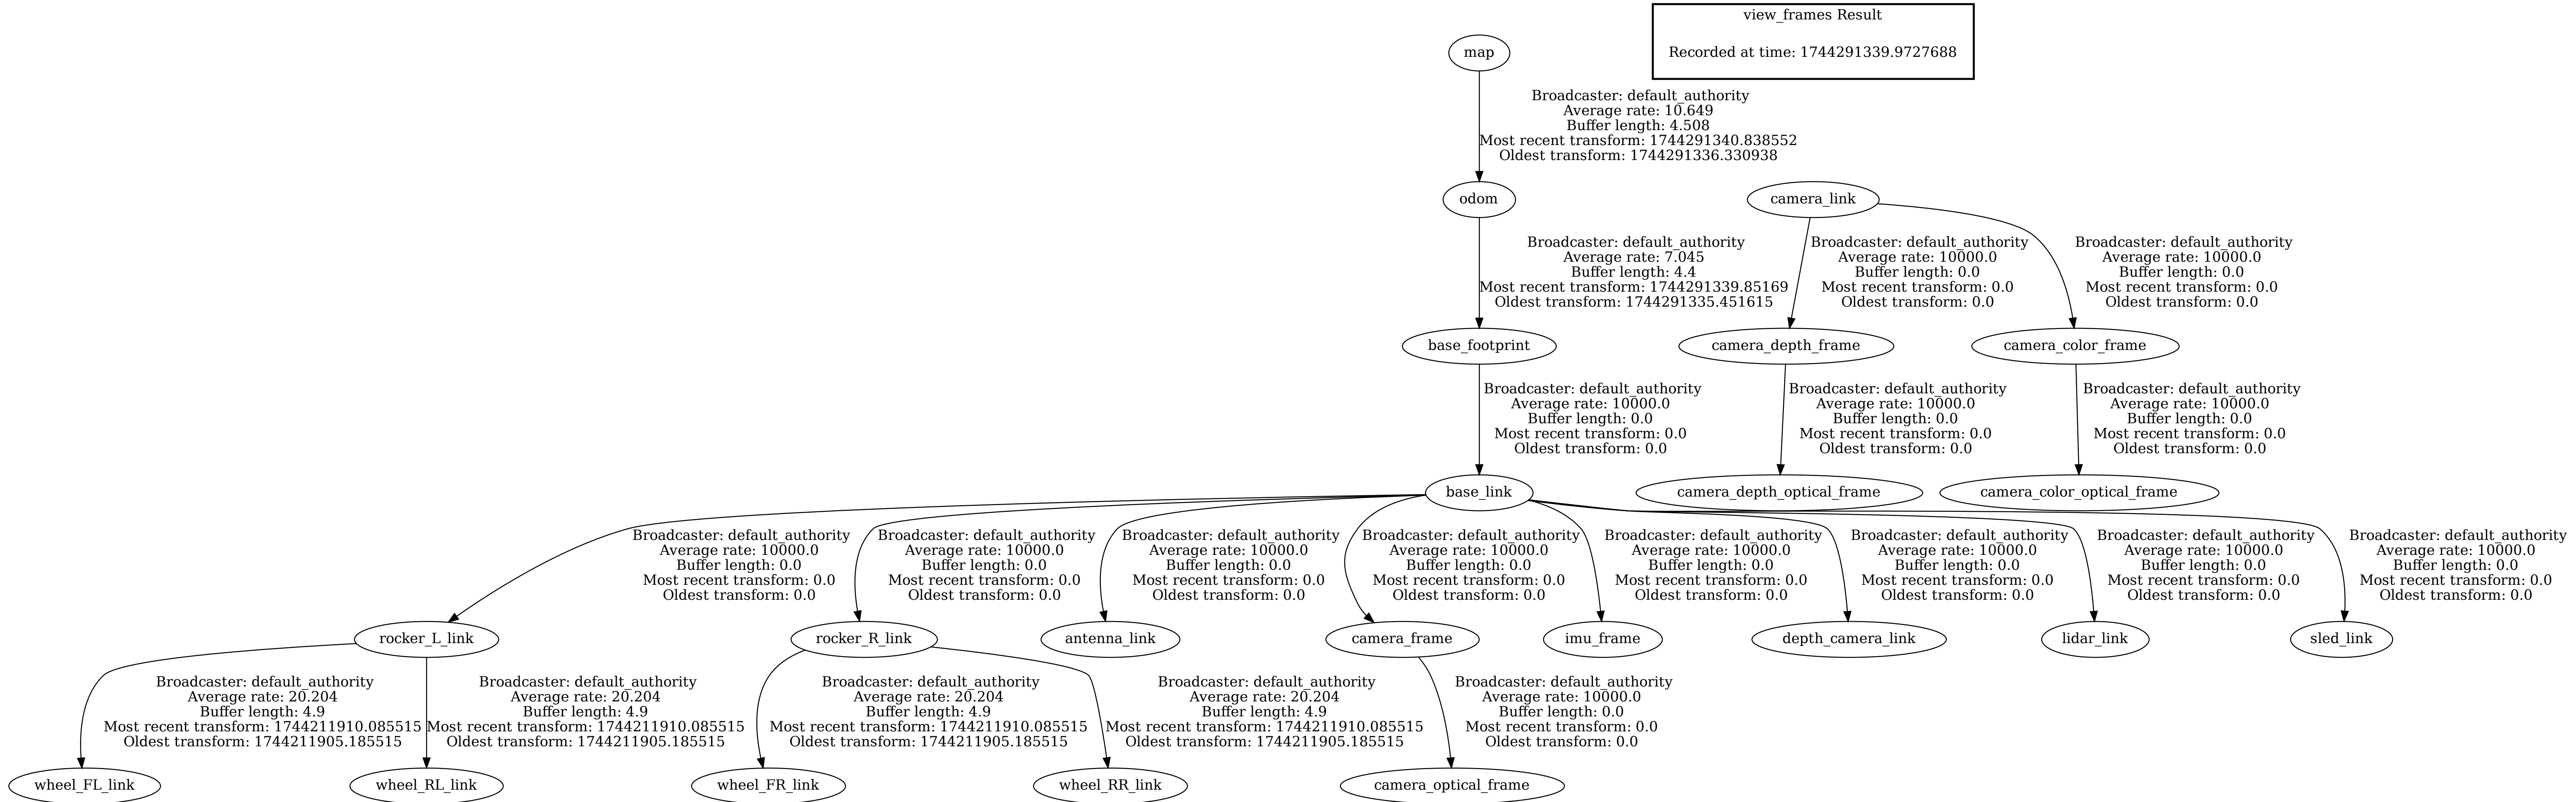 view_frames Result
Recorded at time: 1744291339.9727688
map
Broadcaster: default_authority
Average rate: 10.649
Buffer length: 4.508
Most recent transform: 1744291340.838552
Oldest transform: 1744291336.330938
odom
camera_link
Broadcaster: default_authority
Average rate: 7.045
Buffer length: 4.4
Most recent transform: 1744291339.85169
Oldest transform: 1744291335.451615
Broadcaster: default_authority
Average rate: 10000.0
Buffer length: 0.0
Most recent transform: 0.0
Oldest transform: 0.0
Broadcaster: default_authority
Average rate: 10000.0
Buffer length: 0.0
Most recent transform: 0.0
Oldest transform: 0.0
base_footprint
camera_depth_frame
camera_color_frame
Broadcaster: default_authority
Average rate: 10000.0
Buffer length: 0.0
Most recent transform: 0.0
Oldest transform: 0.0
Broadcaster: default_authority
Average rate: 10000.0
Buffer length: 0.0
Most recent transform: 0.0
Oldest transform: 0.0
Broadcaster: default_authority
Average rate: 10000.0
Buffer length: 0.0
Most recent transform: 0.0
Oldest transform: 0.0
base_link
camera_depth_optical_frame
camera_color_optical_frame
Broadcaster: default_authority
Average rate: 10000.0
Buffer length: 0.0
Most recent transform: 0.0
Oldest transform: 0.0
Broadcaster: default_authority
Average rate: 10000.0
Buffer length: 0.0
Most recent transform: 0.0
Oldest transform: 0.0
Broadcaster: default_authority
Average rate: 10000.0
Buffer length: 0.0
Most recent transform: 0.0
Oldest transform: 0.0
Broadcaster: default_authority
Average rate: 10000.0
Buffer length: 0.0
Most recent transform: 0.0
Oldest transform: 0.0
Broadcaster: default_authority
Average rate: 10000.0
Buffer length: 0.0
Most recent transform: 0.0
Oldest transform: 0.0
Broadcaster: default_authority
Average rate: 10000.0
Buffer length: 0.0
Most recent transform: 0.0
Oldest transform: 0.0
Broadcaster: default_authority
Average rate: 10000.0
Buffer length: 0.0
Most recent transform: 0.0
Oldest transform: 0.0
Broadcaster: default_authority
Average rate: 10000.0
Buffer length: 0.0
Most recent transform: 0.0
Oldest transform: 0.0
rocker_L_link
rocker_R_link
antenna_link
camera_frame
imu_frame
depth_camera_link
lidar_link
sled_link
Broadcaster: default_authority
Average rate: 20.204
Buffer length: 4.9
Most recent transform: 1744211910.085515
Oldest transform: 1744211905.185515
Broadcaster: default_authority
Average rate: 20.204
Buffer length: 4.9
Most recent transform: 1744211910.085515
Oldest transform: 1744211905.185515
Broadcaster: default_authority
Average rate: 20.204
Buffer length: 4.9
Most recent transform: 1744211910.085515
Oldest transform: 1744211905.185515
Broadcaster: default_authority
Average rate: 20.204
Buffer length: 4.9
Most recent transform: 1744211910.085515
Oldest transform: 1744211905.185515
Broadcaster: default_authority
Average rate: 10000.0
Buffer length: 0.0
Most recent transform: 0.0
Oldest transform: 0.0
wheel_FL_link
wheel_RL_link
wheel_FR_link
wheel_RR_link
camera_optical_frame